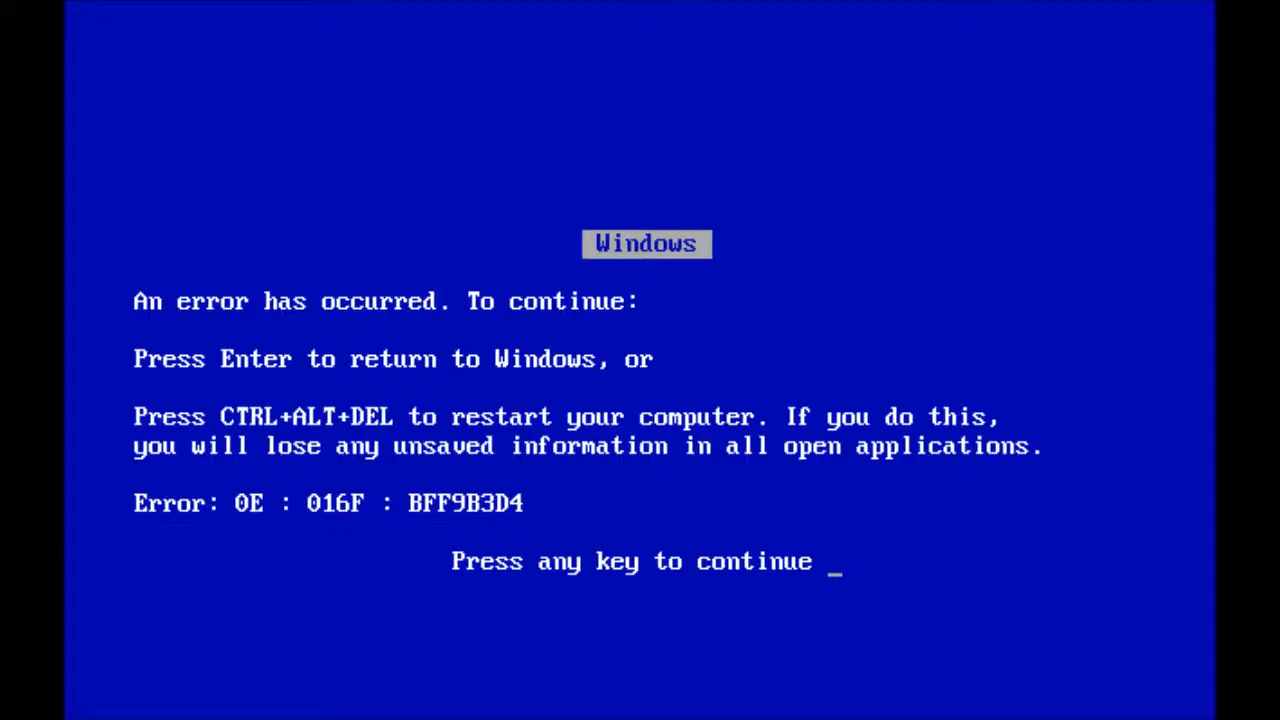 Windows
An error has occurred. To continue:
Press Enter to return to Windows, or
Press CTRL+ALT+DEL to restart your computer. If you do this,
you will lose any unsaved information in all open applications.
Error: 0E : 016F : BFF9B3D4
Press any key to continue _